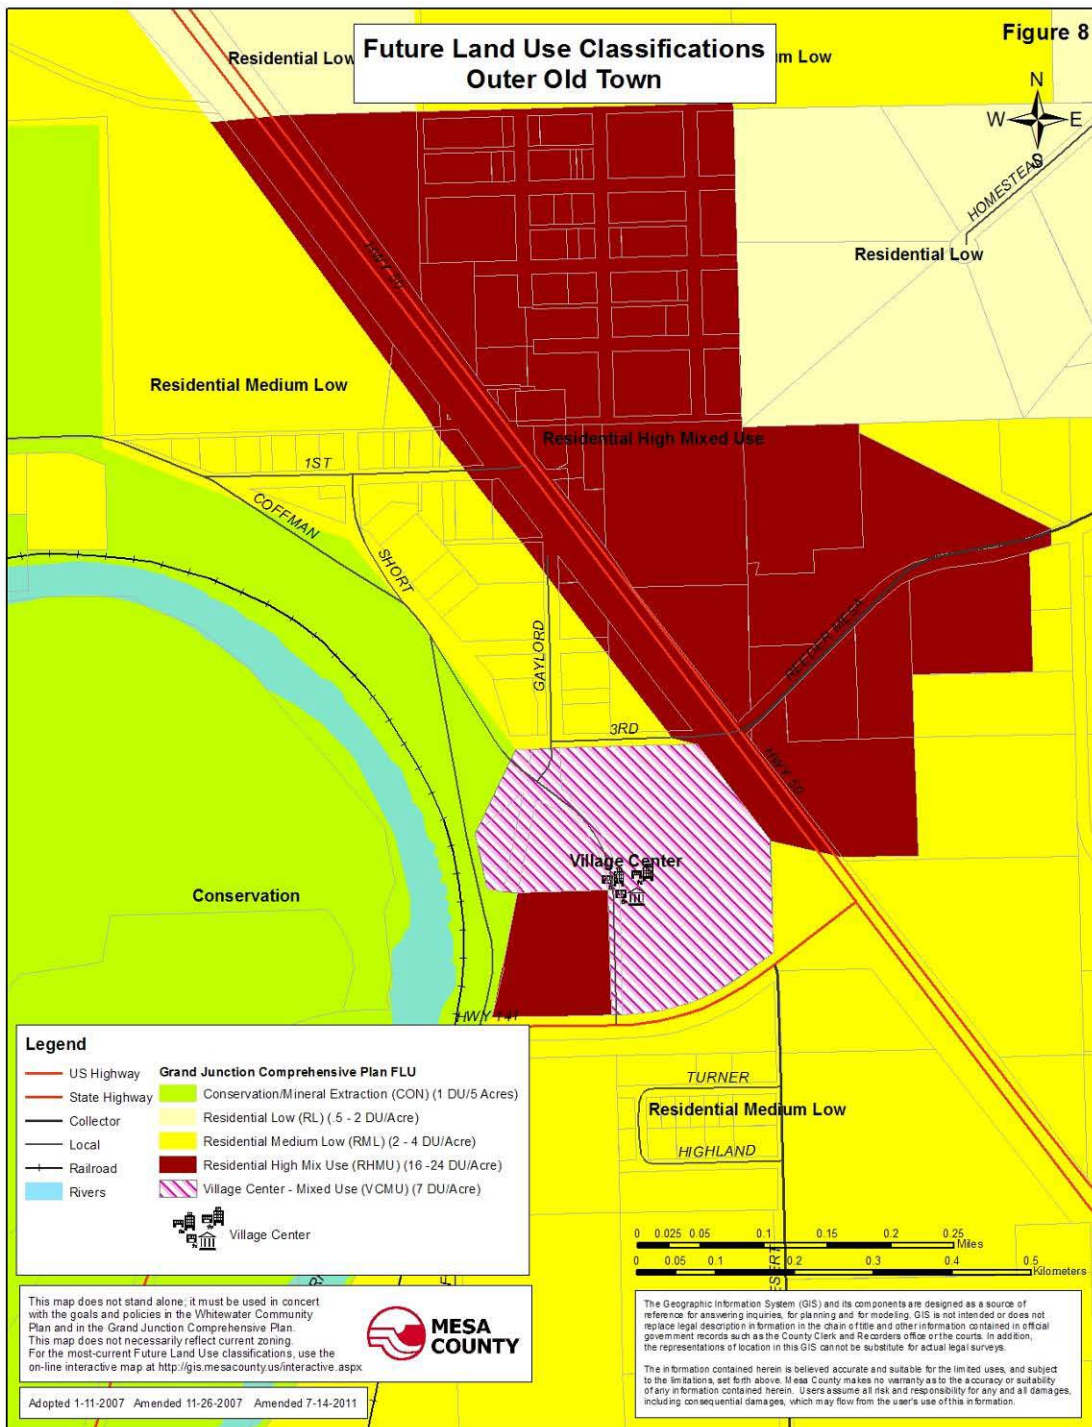 Figure 8
Future Land Use Classifications
Outer Old Town
Residential Low
m Low
N
W E
S
HOMESTEAD
Residential Low
HWY 50
Residential Medium Low
Residential High Mixed Use
1ST
COFFMAN
SHORT
GAYLORD
REEDER MESA
3RD
HWY 50
Village Center
Conservation
HWY 141
TURNER
Residential Medium Low
HIGHLAND
Legend
US Highway
State Highway
Collector
Local
Railroad
Rivers
Grand Junction Comprehensive Plan FLU
Conservation/Mineral Extraction (CON) (1 DU/5 Acres)
Residential Low (RL) (.5 - 2 DU/Acre)
Residential Medium Low (RML) (2 - 4 DU/Acre)
Residential High Mix Use (RHMU) (16 -24 DU/Acre)
Village Center - Mixed Use (VCMU) (7 DU/Acre)
Village Center
0 0.025 0.05 0.1 0.15 0.2 0.25
Miles
0 0.05 0.1 0.2 0.3 0.4 0.5
Kilometers
ESERT
This map does not stand alone; it must be used in concert
with the goals and policies in the Whitewater Community
Plan and in the Grand Junction Comprehensive Plan.
This map does not necessarily reflect current zoning.
For the most-current Future Land Use classifications, use the
on-line interactive map at http://gis.mesacounty.us/interactive.aspx
MESA
COUNTY
Adopted 1-11-2007 Amended 11-26-2007 Amended 7-14-2011
The Geographic Information System (GIS) and its components are designed as a source of
reference for answering inquiries, for planning and for modeling. GIS is not intended or does not
replace legal description information in the chain of title and other information contained in official
government records such as the County Clerk and Recorders office or the courts. In addition,
the representations of location in this GIS cannot be substitute for actual legal surveys.
The information contained herein is believed accurate and suitable for the limited uses, and subject
to the limitations, set forth above. Mesa County makes no warranty as to the accuracy or suitability
of any information contained herein. Users assume all risk and responsibility for any and all damages,
including consequential damages, which may flow from the user's use of this information.